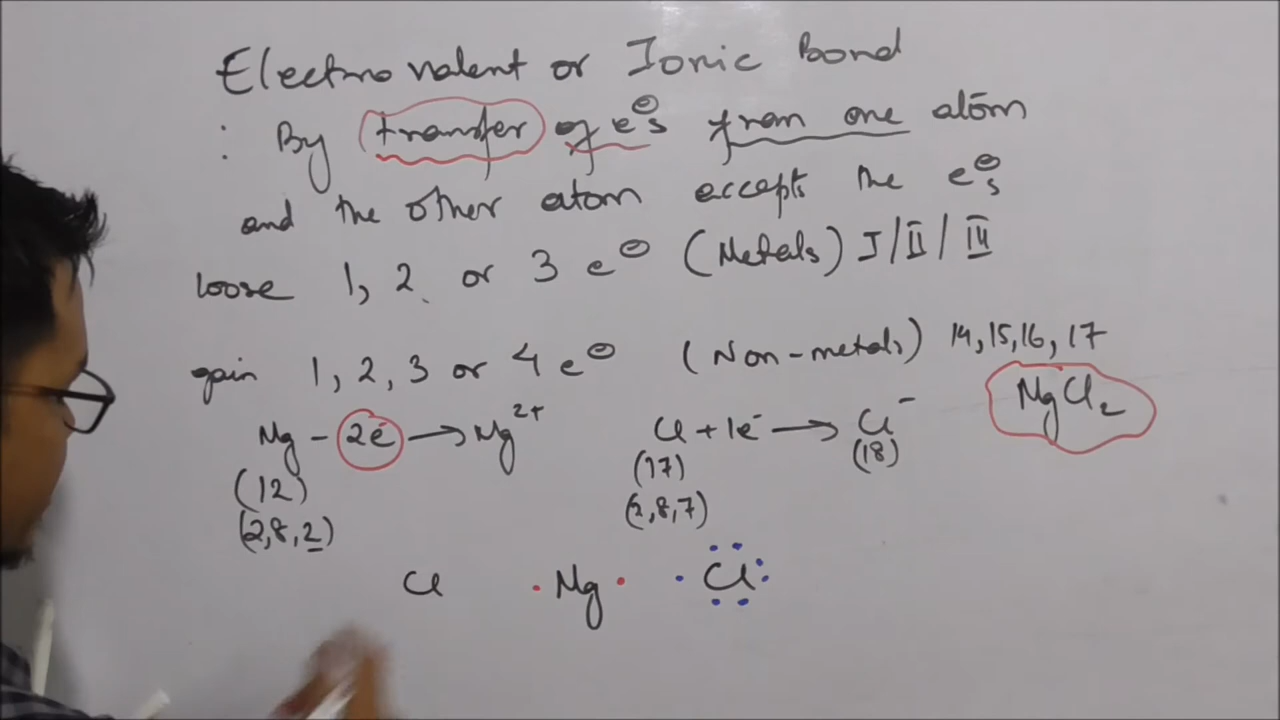 Electrovalent or Ionic Bond
: By transfer of e⊖s from one atom
and the other atom accepts the e⊖s
loose 1, 2 or 3 e⊖ (Metals) I/II/III
gain 1, 2, 3 or 4 e⊖ (Non-metals) 14, 15, 16, 17
MgCl₂
Mg - 2e⁻ → Mg²⁺ Cl + 1e⁻ → Cl⁻
(12) (17) (18)
(2,8,2) (2,8,7)
Cl Mg Cl